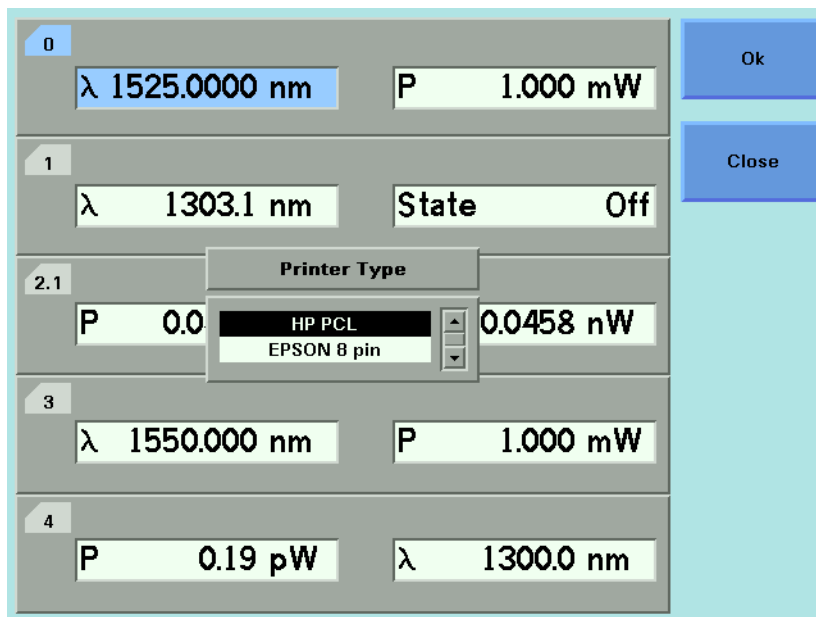 0
λ 1525.0000 nm P 1.000 mW
Ok
1
λ 1303.1 nm State Off
Close
Printer Type
2.1
P 0.0 0.0458 nW
HP PCL
EPSON 8 pin
3
λ 1550.000 nm P 1.000 mW
4
P 0.19 pW λ 1300.0 nm